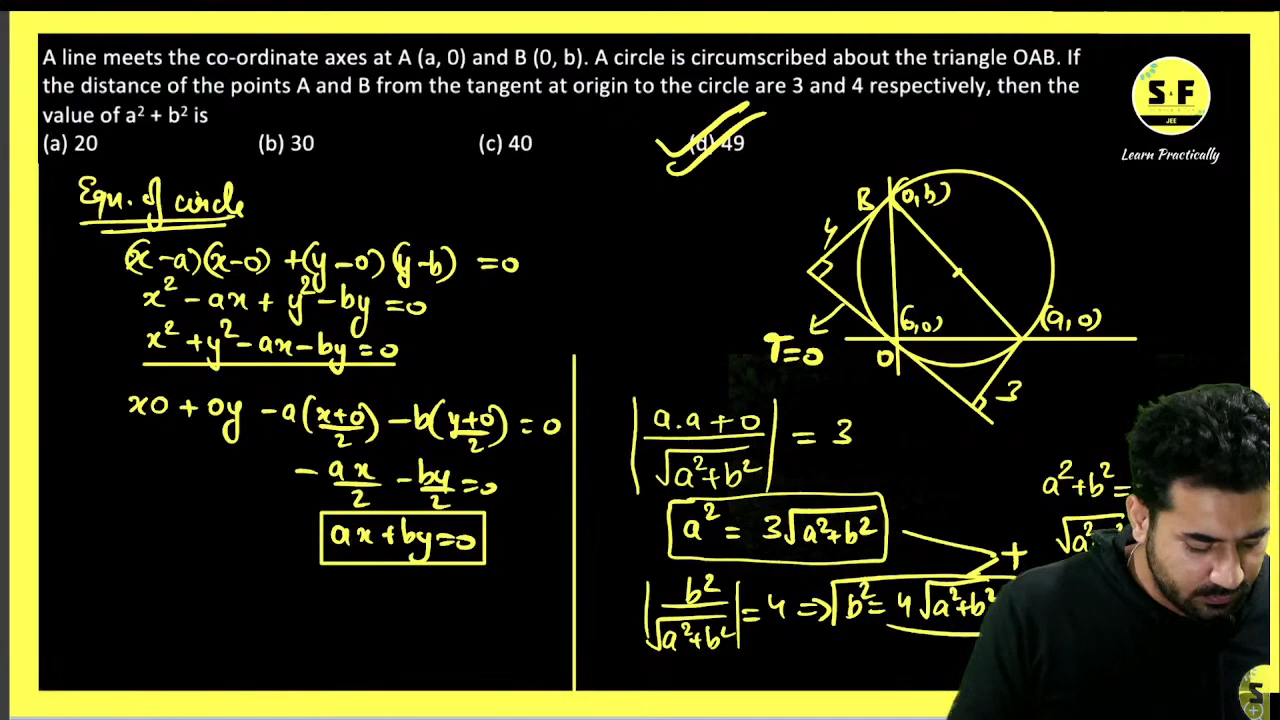 A line meets the co-ordinate axes at A (a, 0) and B (0, b). A circle is circumscribed about the triangle OAB. If
the distance of the points A and B from the tangent at origin to the circle are 3 and 4 respectively, then the
value of a² + b² is
(a) 20 (b) 30 (c) 40 (d) 49
S F
JEE
Learn Practically
Eqn. of circle
(x-a)(x-0) +(y-0)(y-b) =0
x² - ax + y² - by =0
x² + y² - ax - by = 0
x0 + 0y - a((x+0)/2) - b((y+0)/2) = 0
- ax/2 - by/2 = 0
ax + by = 0
B (0,b)
4
(0,0)
(a,0)
T=0
O
3
|(a.a + 0)/√(a²+b²)| = 3
a² = 3√(a²+b²)
+
|b²/√(a²+b²)| = 4 => b² = 4√(a²+b²
a²+b² =